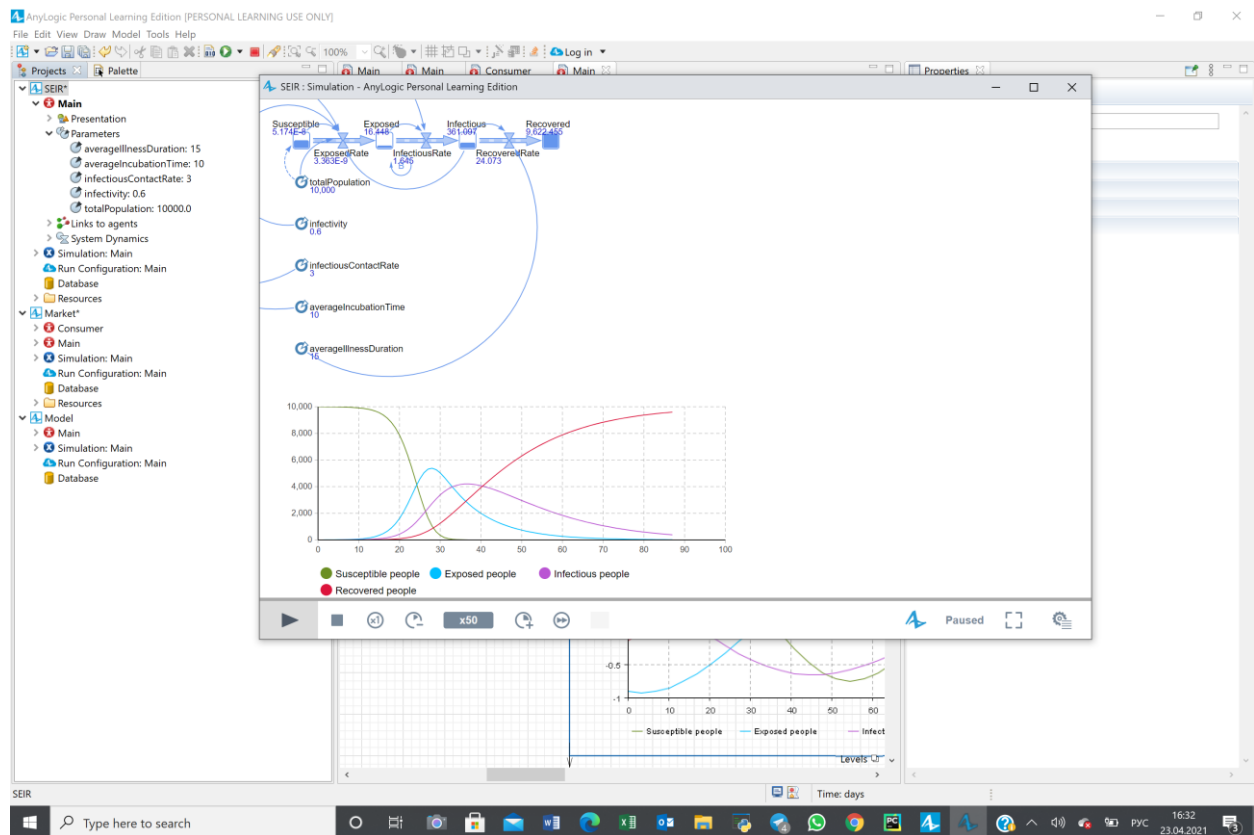 AnyLogic Personal Learning Edition [PERSONAL LEARNING USE ONLY]
File Edit View Draw Model Tools Help
100%
Log in
Projects
Palette
Main
Main
Consumer
Main
Properties
SEIR*
Main
Presentation
Parameters
averageIllnessDuration: 15
averageIncubationTime: 10
infectiousContactRate: 3
infectivity: 0.6
totalPopulation: 10000.0
Links to agents
System Dynamics
Simulation: Main
Run Configuration: Main
Database
Resources
Market*
Consumer
Main
Simulation: Main
Run Configuration: Main
Database
Resources
Model
Main
Simulation: Main
Run Configuration: Main
Database
SEIR : Simulation - AnyLogic Personal Learning Edition
Susceptible Exposed Infectious Recovered
5.174E-8 16.448 361.097 9,622.455
ExposedRate InfectiousRate RecoveredRate
3.363E-9 1.645 24.073
totalPopulation
10,000
infectivity
0.6
infectiousContactRate
3
averageIncubationTime
10
averageIllnessDuration
15
10,000
8,000
6,000
4,000
2,000
0
0 10 20 30 40 50 60 70 80 90 100
Susceptible people Exposed people Infectious people
Recovered people
x1
x50
Paused
-0.5
-1
0 10 20 30 40 50 60
Susceptible people Exposed people Infect
Levels
SEIR
Time: days
Type here to search
РУС
16:32
23.04.2021